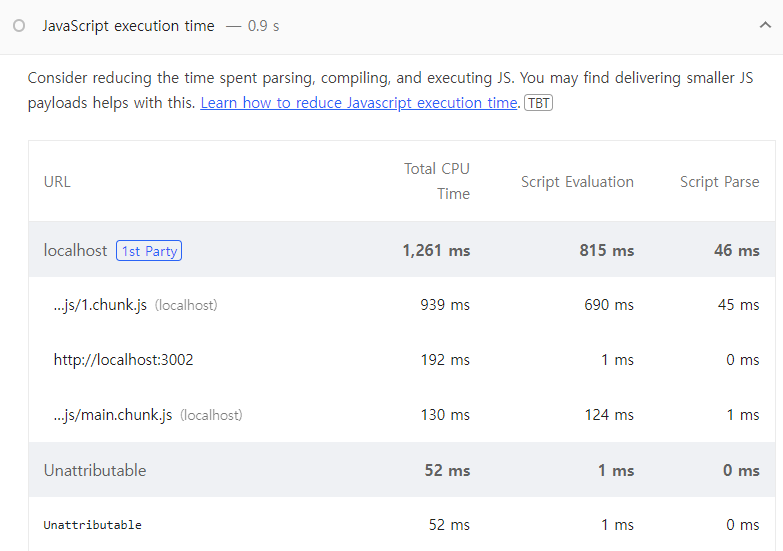 JavaScript execution time — 0.9 s
Consider reducing the time spent parsing, compiling, and executing JS. You may find delivering smaller JS
payloads helps with this. Learn how to reduce Javascript execution time. TBT
URL Total CPU Time Script Evaluation Script Parse
localhost 1st Party 1,261 ms 815 ms 46 ms
...js/1.chunk.js (localhost) 939 ms 690 ms 45 ms
http://localhost:3002 192 ms 1 ms 0 ms
...js/main.chunk.js (localhost) 130 ms 124 ms 1 ms
Unattributable 52 ms 1 ms 0 ms
Unattributable 52 ms 1 ms 0 ms